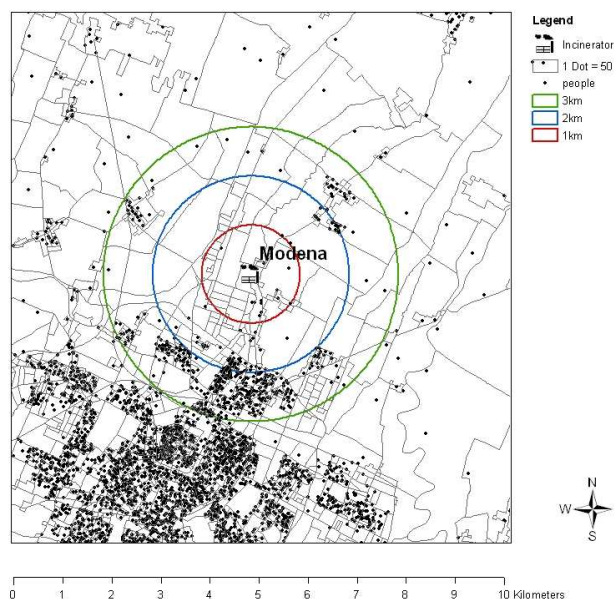 Legend
Incinerator
1 Dot = 50
people
3km
2km
1km
Modena
N
W E
S
0 1 2 3 4 5 6 7 8 9 10 Kilometers